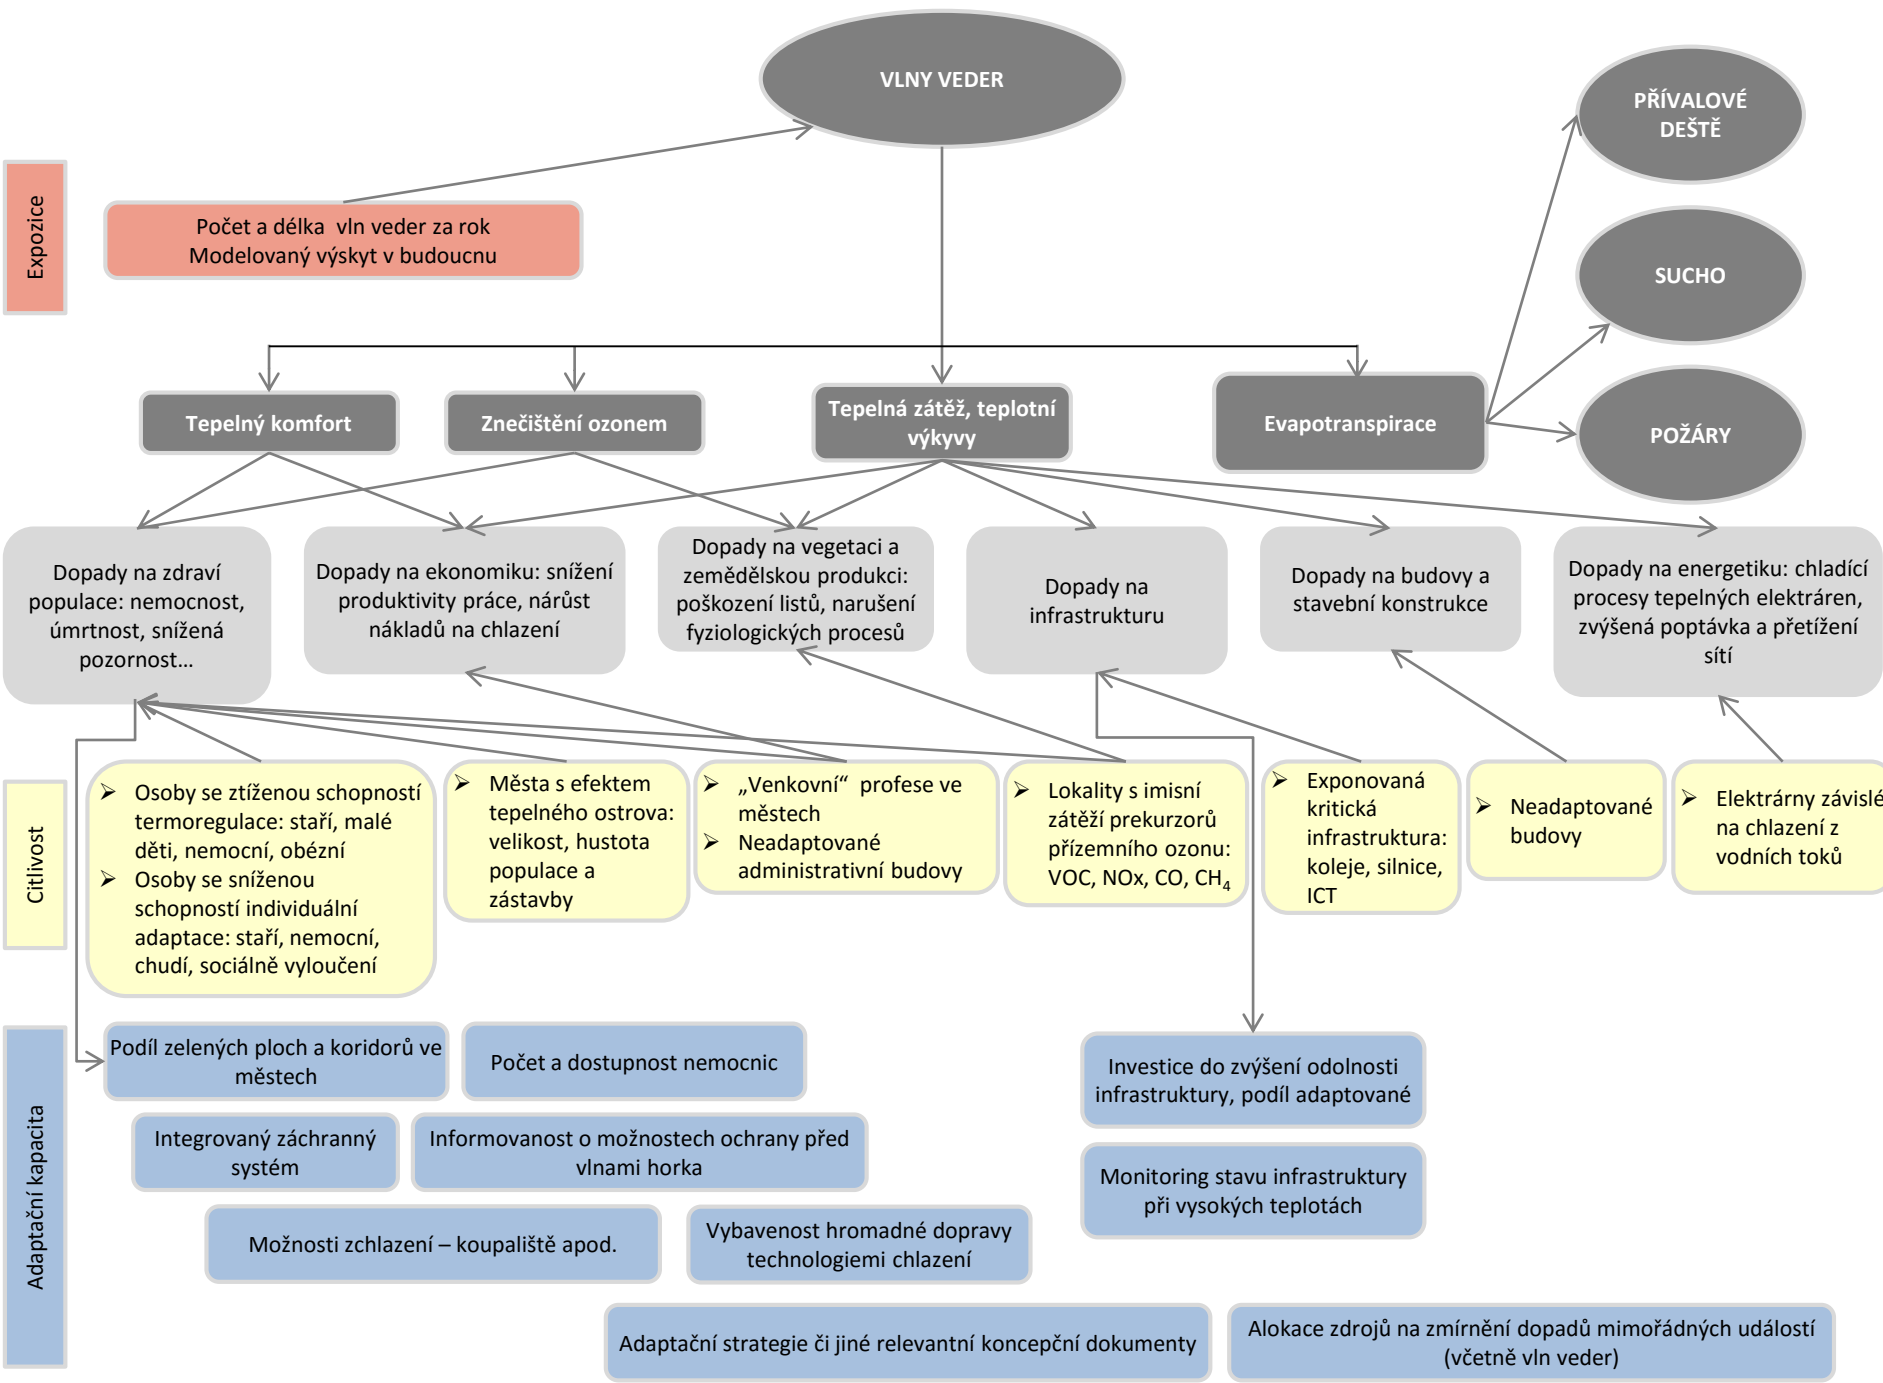 VLNY VEDER
PŘÍVALOVÉ
DEŠTĚ
SUCHO
POŽÁRY
Expozice
Počet a délka  vln veder za rok
Modelovaný výskyt v budoucnu
Tepelný komfort
Znečištění ozonem
Tepelná zátěž, teplotní
výkyvy
Evapotranspirace
Dopady na zdraví
populace: nemocnost,
úmrtnost, snížená
pozornost...
Dopady na ekonomiku: snížení
produktivity práce, nárůst
nákladů na chlazení
Dopady na vegetaci a
zemědělskou produkci:
poškození listů, narušení
fyziologických procesů
Dopady na
infrastrukturu
Dopady na budovy a
stavební konstrukce
Dopady na energetiku: chladící
procesy tepelných elektráren,
zvýšená poptávka a přetížení
sítí
Citlivost
➢ Osoby se ztíženou schopností
termoregulace: staří, malé
děti, nemocní, obézní
➢ Osoby se sníženou
schopností individuální
adaptace: staří, nemocní,
chudí, sociálně vyloučení
➢ Města s efektem
tepelného ostrova:
velikost, hustota
populace a
zástavby
➢ „Venkovní“  profese ve
městech
➢ Neadaptované
administrativní budovy
➢ Lokality s imisní
zátěží prekurzorů
přízemního ozonu:
VOC, NOx, CO, CH₄
➢ Exponovaná
kritická
infrastruktura:
koleje, silnice,
ICT
➢ Neadaptované
budovy
➢ Elektrárny závislé
na chlazení z
vodních toků
Adaptační kapacita
Podíl zelených ploch a koridorů ve
městech
Počet a dostupnost nemocnic
Investice do zvýšení odolnosti
infrastruktury, podíl adaptované
Integrovaný záchranný
systém
Informovanost o možnostech ochrany před
vlnami horka
Monitoring stavu infrastruktury
při vysokých teplotách
Možnosti zchlazení – koupaliště apod.
Vybavenost hromadné dopravy
technologiemi chlazení
Adaptační strategie či jiné relevantní koncepční dokumenty
Alokace zdrojů na zmírnění dopadů mimořádných událostí
(včetně vln veder)